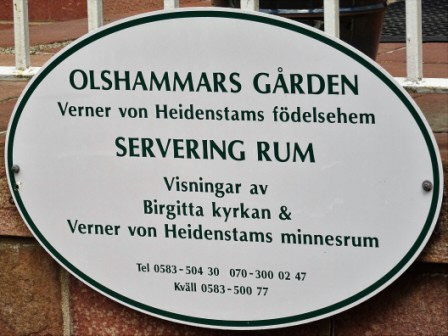 OLSHAMMARS GÅRDEN
Verner von Heidenstams födelsehem
SERVERING RUM
Visningar av
Birgitta kyrkan &
Verner von Heidenstams minnesrum
Tel 0583-504 30 070-300 02 47
Kväll 0583-500 77